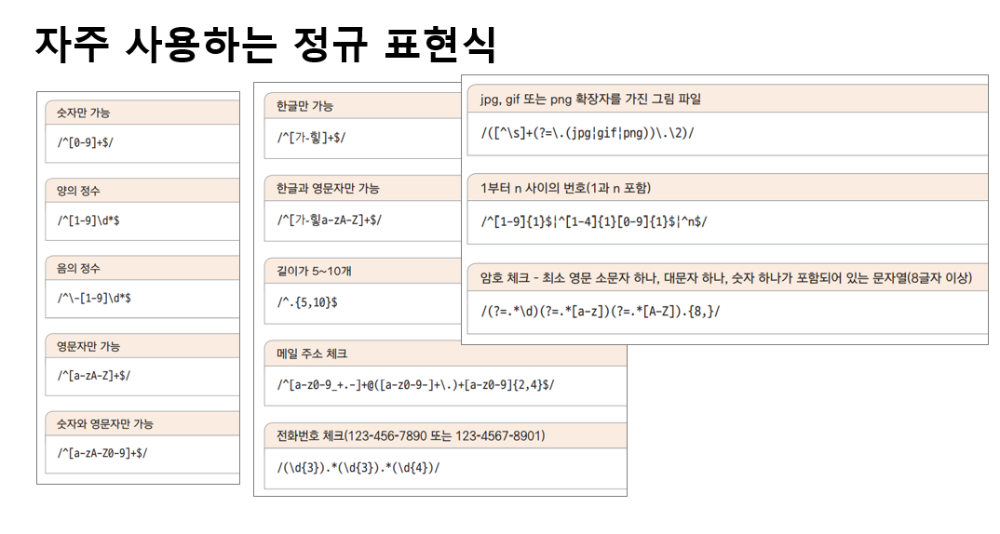 자주 사용하는 정규 표현식
숫자만 가능
/^[0-9]+$/
양의 정수
/^[1-9]\d*$
음의 정수
/^\-[1-9]\d*$
영문자만 가능
/^[a-zA-Z]+$/
숫자와 영문자만 가능
/^[a-zA-Z0-9]+$/
한글만 가능
/^[가-힣]+$/
한글과 영문자만 가능
/^[가-힣a-zA-Z]+$/
길이가 5~10개
/^.{5,10}$
메일 주소 체크
/^[a-z0-9_+.-]+@([a-z0-9-]+\.)+[a-z0-9]{2,4}$/
전화번호 체크(123-456-7890 또는 123-4567-8901)
/(\d{3}).*(\d{3}).*(\d{4})/
jpg, gif 또는 png 확장자를 가진 그림 파일
/([^\s]+(?=\.(jpg¦gif¦png))\.\2)/
1부터 n 사이의 번호(1과 n 포함)
/^[1-9]{1}$¦^[1-4]{1}[0-9]{1}$¦^n$/
암호 체크 - 최소 영문 소문자 하나, 대문자 하나, 숫자 하나가 포함되어 있는 문자열(8글자 이상)
/(?=.*\d)(?=.*[a-z])(?=.*[A-Z]).{8,}/